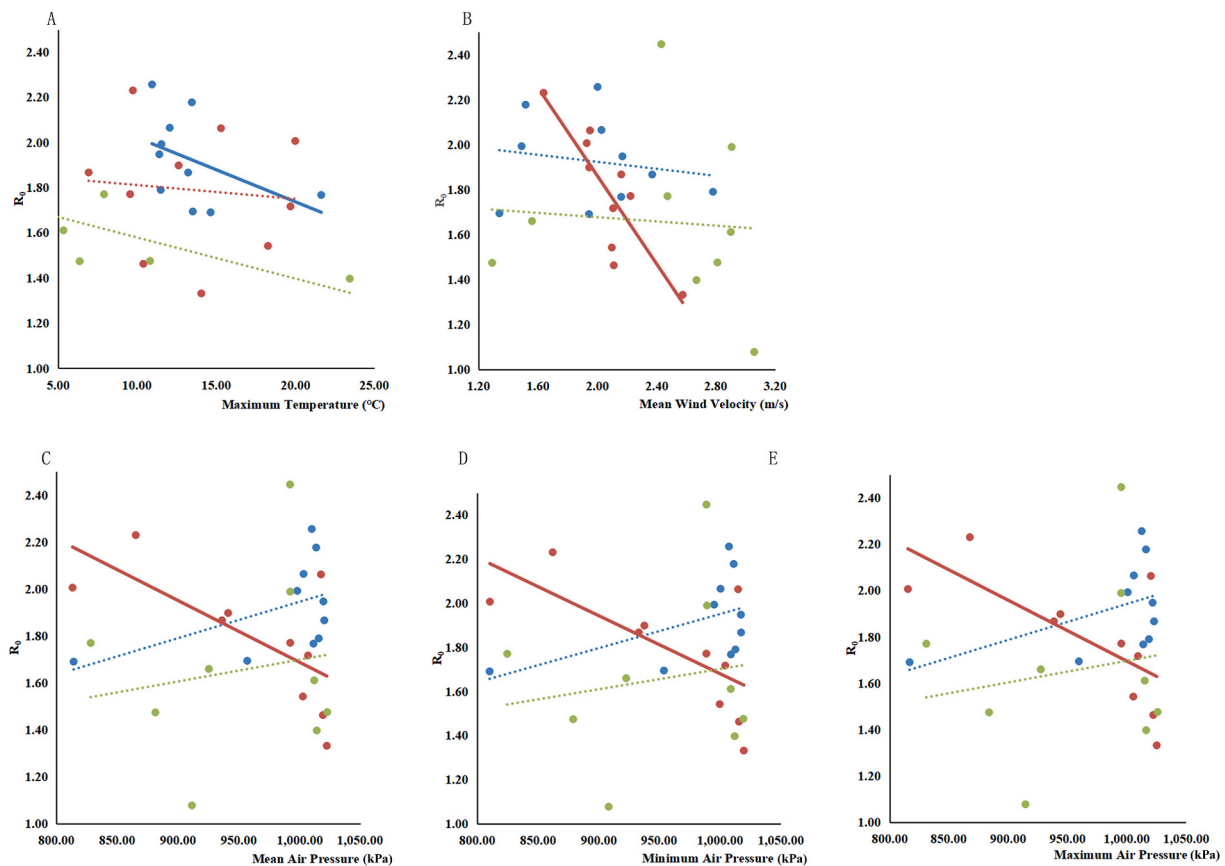 A
B
R0
2.40
2.20
2.00
1.80
1.60
1.40
1.20
1.00
5.00 10.00 15.00 20.00 25.00
Maximum Temperature (°C)
R0
2.40
2.20
2.00
1.80
1.60
1.40
1.20
1.00
1.20 1.60 2.00 2.40 2.80 3.20
Mean Wind Velocity (m/s)
C
D
E
R0
2.40
2.20
2.00
1.80
1.60
1.40
1.20
1.00
800.00 850.00 900.00 950.00 1,000.00 1,050.00
Mean Air Pressure (kPa)
R0
2.40
2.20
2.00
1.80
1.60
1.40
1.20
1.00
800.00 850.00 900.00 950.00 1,000.00 1,050.00
Minimum Air Pressure (kPa)
R0
2.40
2.20
2.00
1.80
1.60
1.40
1.20
1.00
800.00 850.00 900.00 950.00 1,000.00 1,050.00
Maximum Air Pressure (kPa)